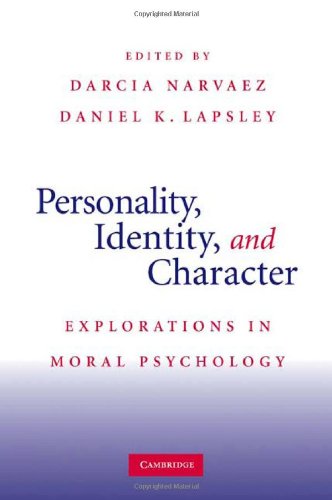 EDITED BY
DARCIA NARVAEZ
DANIEL K. LAPSLEY
Personality,
Identity, and
Character
EXPLORATIONS IN
MORAL PSYCHOLOGY
CAMBRIDGE